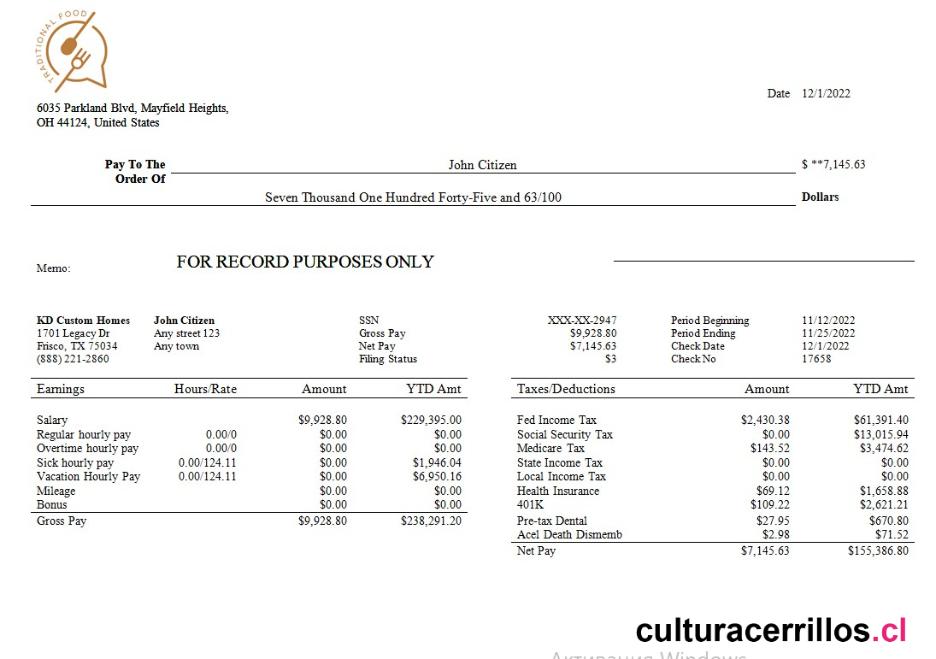 TRADITIONAL FOOD
6035 Parkland Blvd, Mayfield Heights,
OH 44124, United States
Date 12/1/2022
Pay To The Order Of John Citizen $ **7,145.63
Seven Thousand One Hundred Forty-Five and 63/100 Dollars
Memo: FOR RECORD PURPOSES ONLY
KD Custom Homes John Citizen SSN XXX-XX-2947 Period Beginning 11/12/2022
1701 Legacy Dr Any street 123 Gross Pay $9,928.80 Period Ending 11/25/2022
Frisco, TX 75034 Any town Net Pay $7,145.63 Check Date 12/1/2022
(888) 221-2860 Filing Status $3 Check No 17658
Earnings Hours/Rate Amount YTD Amt
Salary $9,928.80 $229,395.00
Regular hourly pay 0.00/0 $0.00 $0.00
Overtime hourly pay 0.00/0 $0.00 $0.00
Sick hourly pay 0.00/124.11 $0.00 $1,946.04
Vacation Hourly Pay 0.00/124.11 $0.00 $6,950.16
Mileage $0.00 $0.00
Bonus $0.00 $0.00
Gross Pay $9,928.80 $238,291.20
Taxes/Deductions Amount YTD Amt
Fed Income Tax $2,430.38 $61,391.40
Social Security Tax $0.00 $13,015.94
Medicare Tax $143.52 $3,474.62
State Income Tax $0.00 $0.00
Local Income Tax $0.00 $0.00
Health Insurance $69.12 $1,658.88
401K $109.22 $2,621.21
Pre-tax Dental $27.95 $670.80
Acel Death Dismemb $2.98 $71.52
Net Pay $7,145.63 $155,386.80
culturacerrillos.cl
Активация Windows